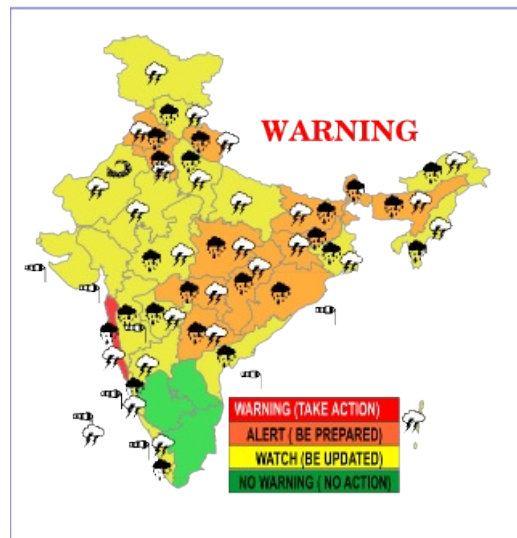 WARNING
WARNING (TAKE ACTION)
ALERT ( BE PREPARED)
WATCH (BE UPDATED)
NO WARNING ( NO ACTION)